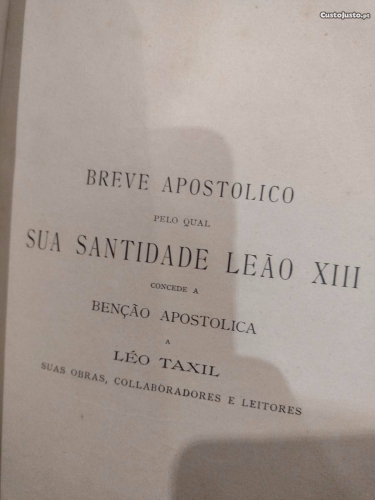 CustoJusto.pt
BREVE APOSTOLICO
PELO QUAL
SUA SANTIDADE LEÃO XIII
CONCEDE A
BENÇÃO APOSTOLICA
A
LÉO TAXIL
SUAS OBRAS, COLLABORADORES E LEITORES